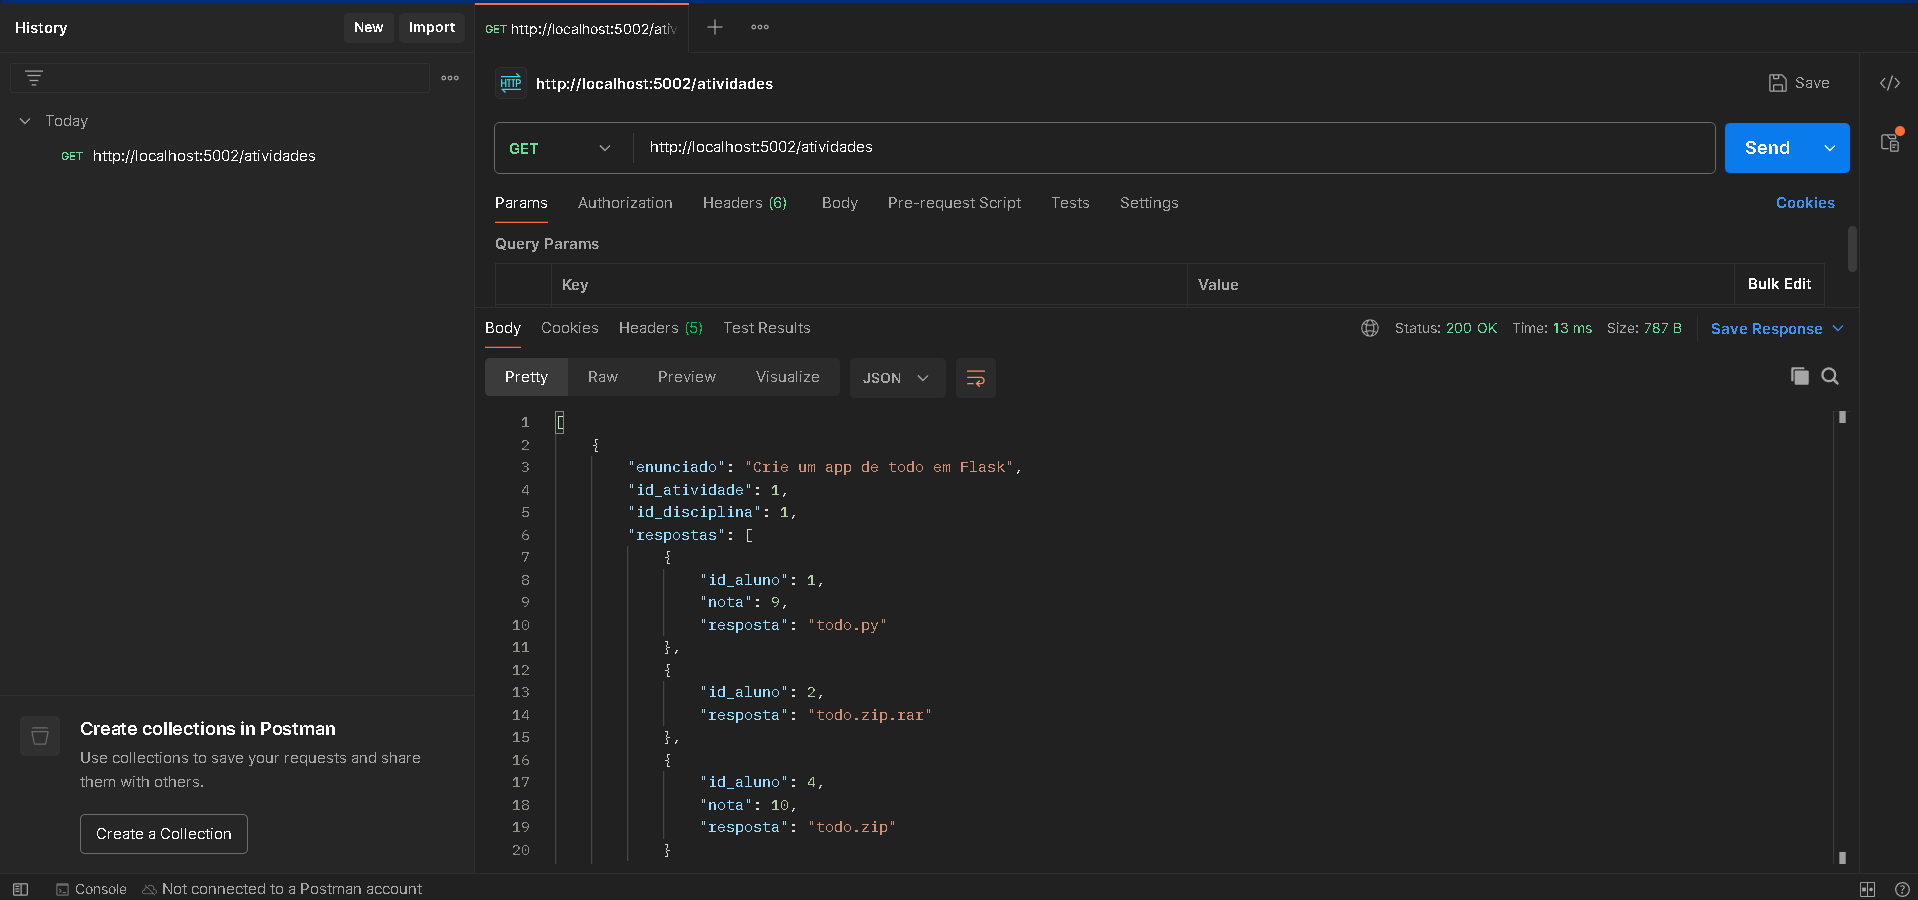 History
New
Import
GET http://localhost:5002/ativ
HTTP http://localhost:5002/atividades
Save
Today
GET http://localhost:5002/atividades
GET
http://localhost:5002/atividades
Send
Params
Authorization
Headers (6)
Body
Pre-request Script
Tests
Settings
Cookies
Query Params
Key
Value
Bulk Edit
Body
Cookies
Headers (5)
Test Results
Status: 200 OK
Time: 13 ms
Size: 787 B
Save Response
Pretty
Raw
Preview
Visualize
JSON
1 [
2 {
3 "enunciado": "Crie um app de todo em Flask",
4 "id_atividade": 1,
5 "id_disciplina": 1,
6 "respostas": [
7 {
8 "id_aluno": 1,
9 "nota": 9,
10 "resposta": "todo.py"
11 },
12 {
13 "id_aluno": 2,
14 "resposta": "todo.zip.rar"
15 },
16 {
17 "id_aluno": 4,
18 "nota": 10,
19 "resposta": "todo.zip"
20 }
Create collections in Postman
Use collections to save your requests and share
them with others.
Create a Collection
Console
Not connected to a Postman account